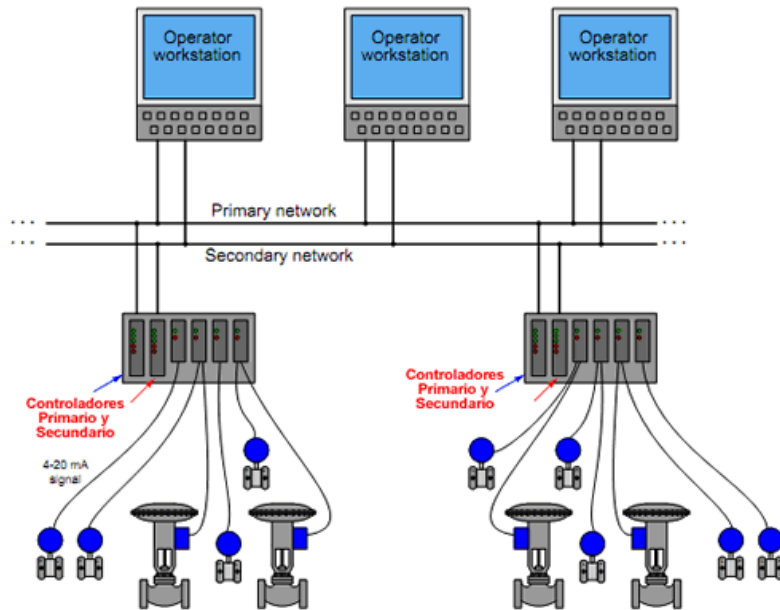 Operator
workstation
Operator
workstation
Operator
workstation
Primary network
Secondary network
Controladores
Primario y
Secundario
Controladores
Primario y
Secundario
4-20 mA
signal